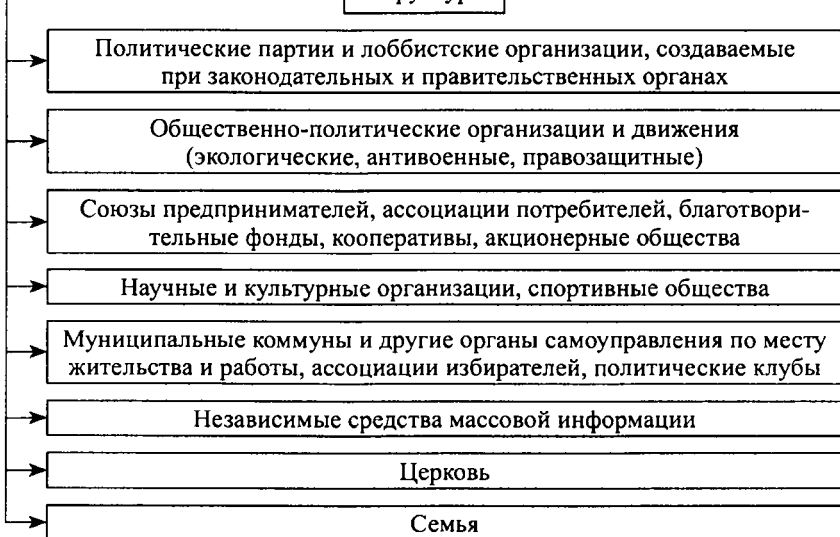 Политические партии и лоббистские организации, создаваемые
при законодательных и правительственных органах
Общественно-политические организации и движения
(экологические, антивоенные, правозащитные)
Союзы предпринимателей, ассоциации потребителей, благотвори-
тельные фонды, кооперативы, акционерные общества
Научные и культурные организации, спортивные общества
Муниципальные коммуны и другие органы самоуправления по месту
жительства и работы, ассоциации избирателей, политические клубы
Независимые средства массовой информации
Церковь
Семья